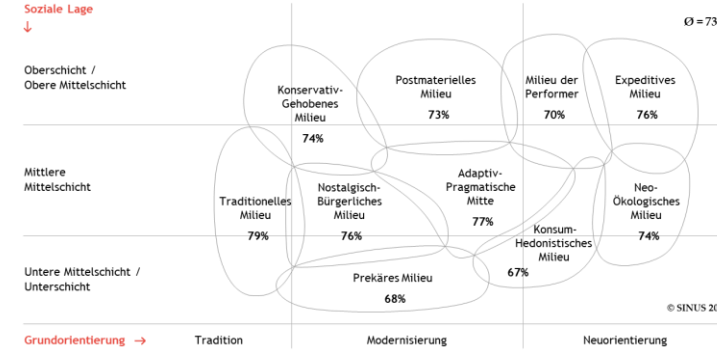 Soziale Lage
↓
Ø = 73
Oberschicht /
Obere Mittelschicht
Konservativ-
Gehobenes
Milieu
74%
Postmaterielles
Milieu
73%
Milieu der
Performer
70%
Expeditives
Milieu
76%
Mittlere
Mittelschicht
Traditionelles
Milieu
79%
Nostalgisch-
Bürgerliches
Milieu
76%
Adaptiv-
Pragmatische
Mitte
77%
Konsum-
Hedonistisches
Milieu
67%
Neo-
Ökologisches
Milieu
74%
Untere Mittelschicht /
Unterschicht
Prekäres Milieu
68%
© SINUS 20
Grundorientierung →
Tradition
Modernisierung
Neuorientierung